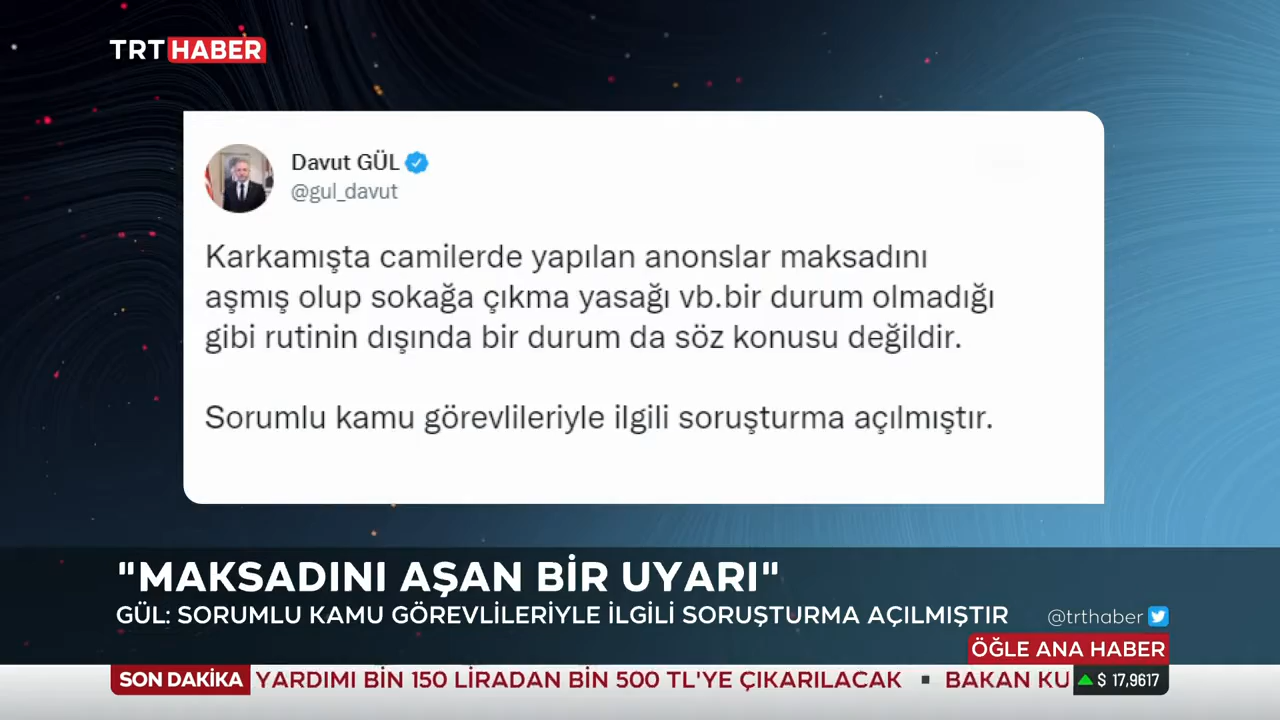 TRT HABER
Davut GÜL
@gul_davut
Karkamışta camilerde yapılan anonslar maksadını
aşmış olup sokağa çıkma yasağı vb.bir durum olmadığı
gibi rutinin dışında bir durum da söz konusu değildir.
Sorumlu kamu görevlileriyle ilgili soruşturma açılmıştır.
"MAKSADINI AŞAN BİR UYARI"
GÜL: SORUMLU KAMU GÖREVLİLERİYLE İLGİLİ SORUŞTURMA AÇILMIŞTIR
@trthaber
ÖĞLE ANA HABER
SON DAKİKA YARDIMI BİN 150 LİRADAN BİN 500 TL'YE ÇIKARILACAK ▪ BAKAN KU $ 17,9617